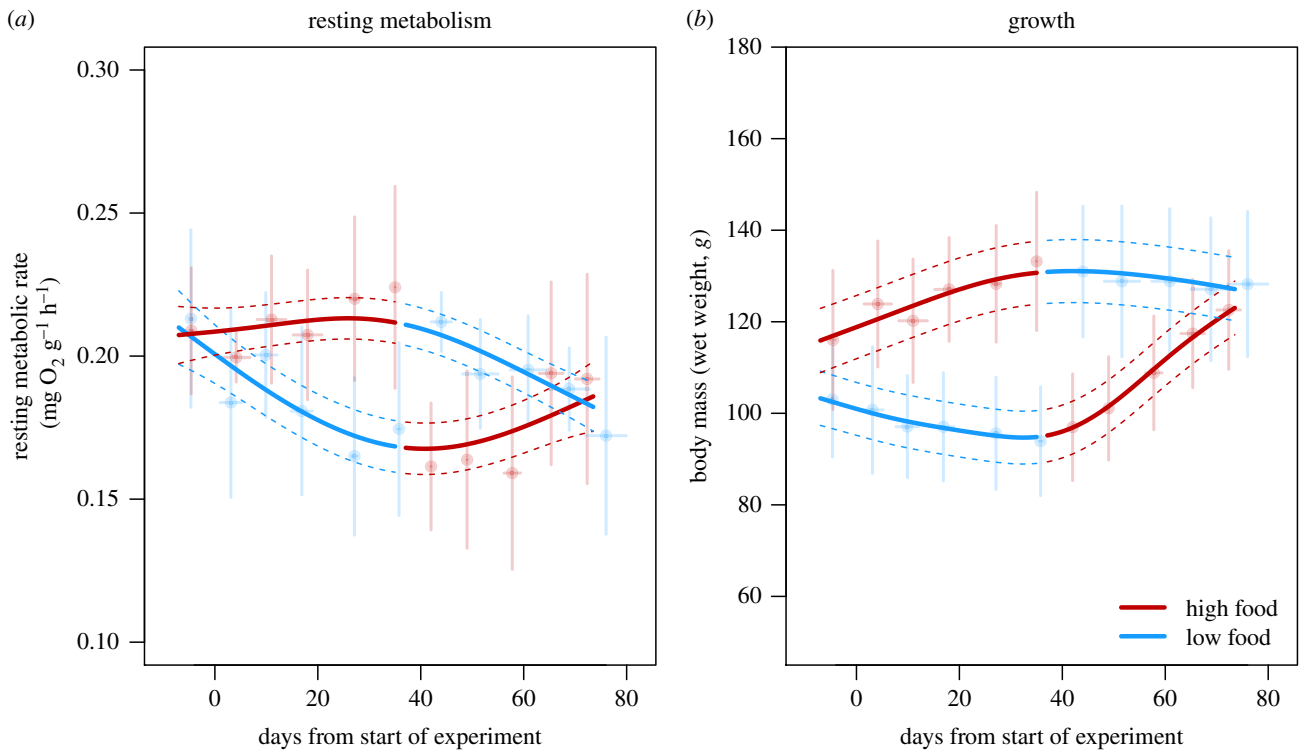 (a)
resting metabolism
0.30
0.25
0.20
0.15
0.10
resting metabolic rate
(mg O₂ g⁻¹ h⁻¹)
0
20
40
60
80
days from start of experiment
(b)
growth
180
160
140
120
100
80
60
body mass (wet weight, g)
high food
low food
0
20
40
60
80
days from start of experiment